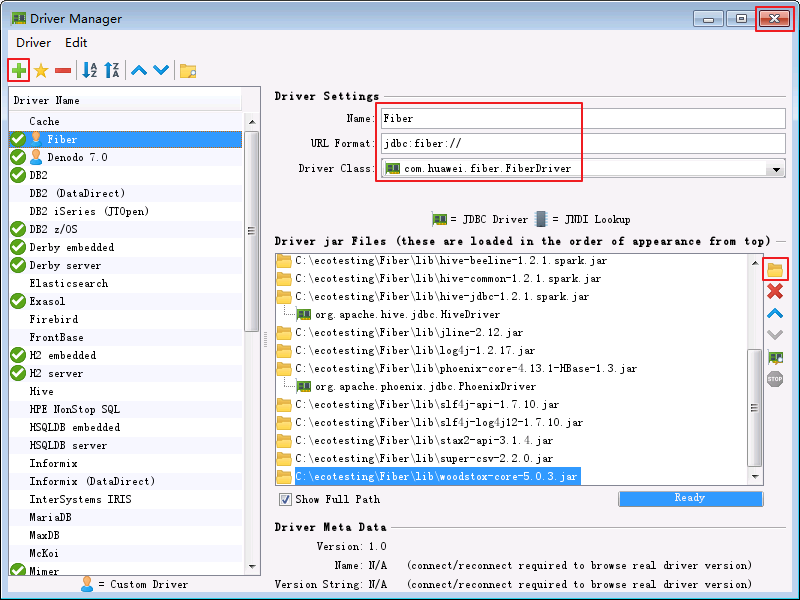 Driver Manager
Driver Edit
Driver Name
Cache
Fiber
Denodo 7.0
DB2
DB2 (DataDirect)
DB2 iSeries (JTOpen)
DB2 z/OS
Derby embedded
Derby server
Elasticsearch
Exasol
Firebird
FrontBase
H2 embedded
H2 server
Hive
HPE NonStop SQL
HSQLDB embedded
HSQLDB server
Informix
Informix (DataDirect)
InterSystems IRIS
MariaDB
MaxDB
McKoi
Mimer
= Custom Driver
Driver Settings
Name: Fiber
URL Format: jdbc:fiber://
Driver Class: com.huawei.fiber.FiberDriver
= JDBC Driver = JNDI Lookup
Driver jar Files (these are loaded in the order of appearance from top)
C:\ecotesting\Fiber\lib\hive-beeline-1.2.1.spark.jar
C:\ecotesting\Fiber\lib\hive-common-1.2.1.spark.jar
C:\ecotesting\Fiber\lib\hive-jdbc-1.2.1.spark.jar
org.apache.hive.jdbc.HiveDriver
C:\ecotesting\Fiber\lib\jline-2.12.jar
C:\ecotesting\Fiber\lib\log4j-1.2.17.jar
C:\ecotesting\Fiber\lib\phoenix-core-4.13.1-HBase-1.3.jar
org.apache.phoenix.jdbc.PhoenixDriver
C:\ecotesting\Fiber\lib\slf4j-api-1.7.10.jar
C:\ecotesting\Fiber\lib\slf4j-log4j12-1.7.10.jar
C:\ecotesting\Fiber\lib\stax2-api-3.1.4.jar
C:\ecotesting\Fiber\lib\super-csv-2.2.0.jar
C:\ecotesting\Fiber\lib\woodstox-core-5.0.3.jar
STOP
Show Full Path
Ready
Driver Meta Data
Version: 1.0
Name: N/A (connect/reconnect required to browse real driver version)
Version String: N/A (connect/reconnect required to browse real driver version)